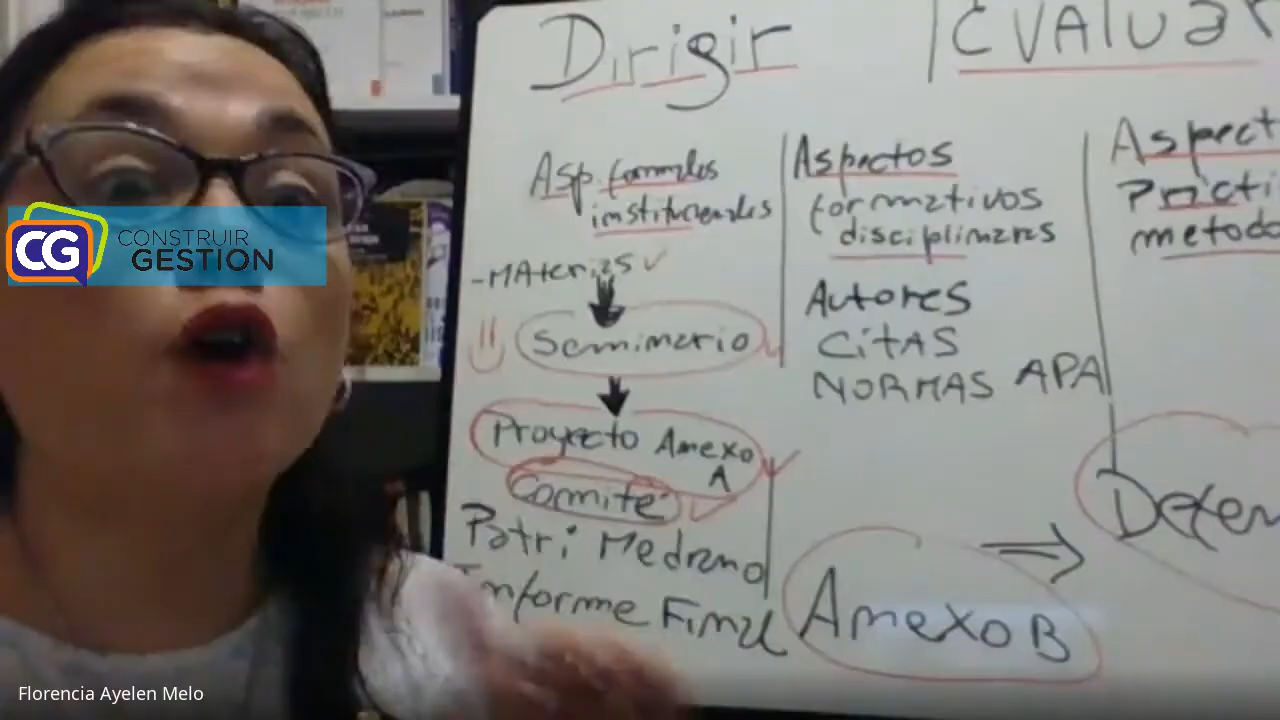 Dirigir
Evaluar
Asp. formales
institucionales
-MAterias ✓
Seminario
Proyecto Anexo
A
Comité
Patri Medrano
Informe Final
Aspectos
formativos
disciplinares
Autores
CitAS
NORMAS APA
Anexo B
Aspect
Prácti
metodo
Defen
CG
CONSTRUIR
GESTION
Florencia Ayelen Melo